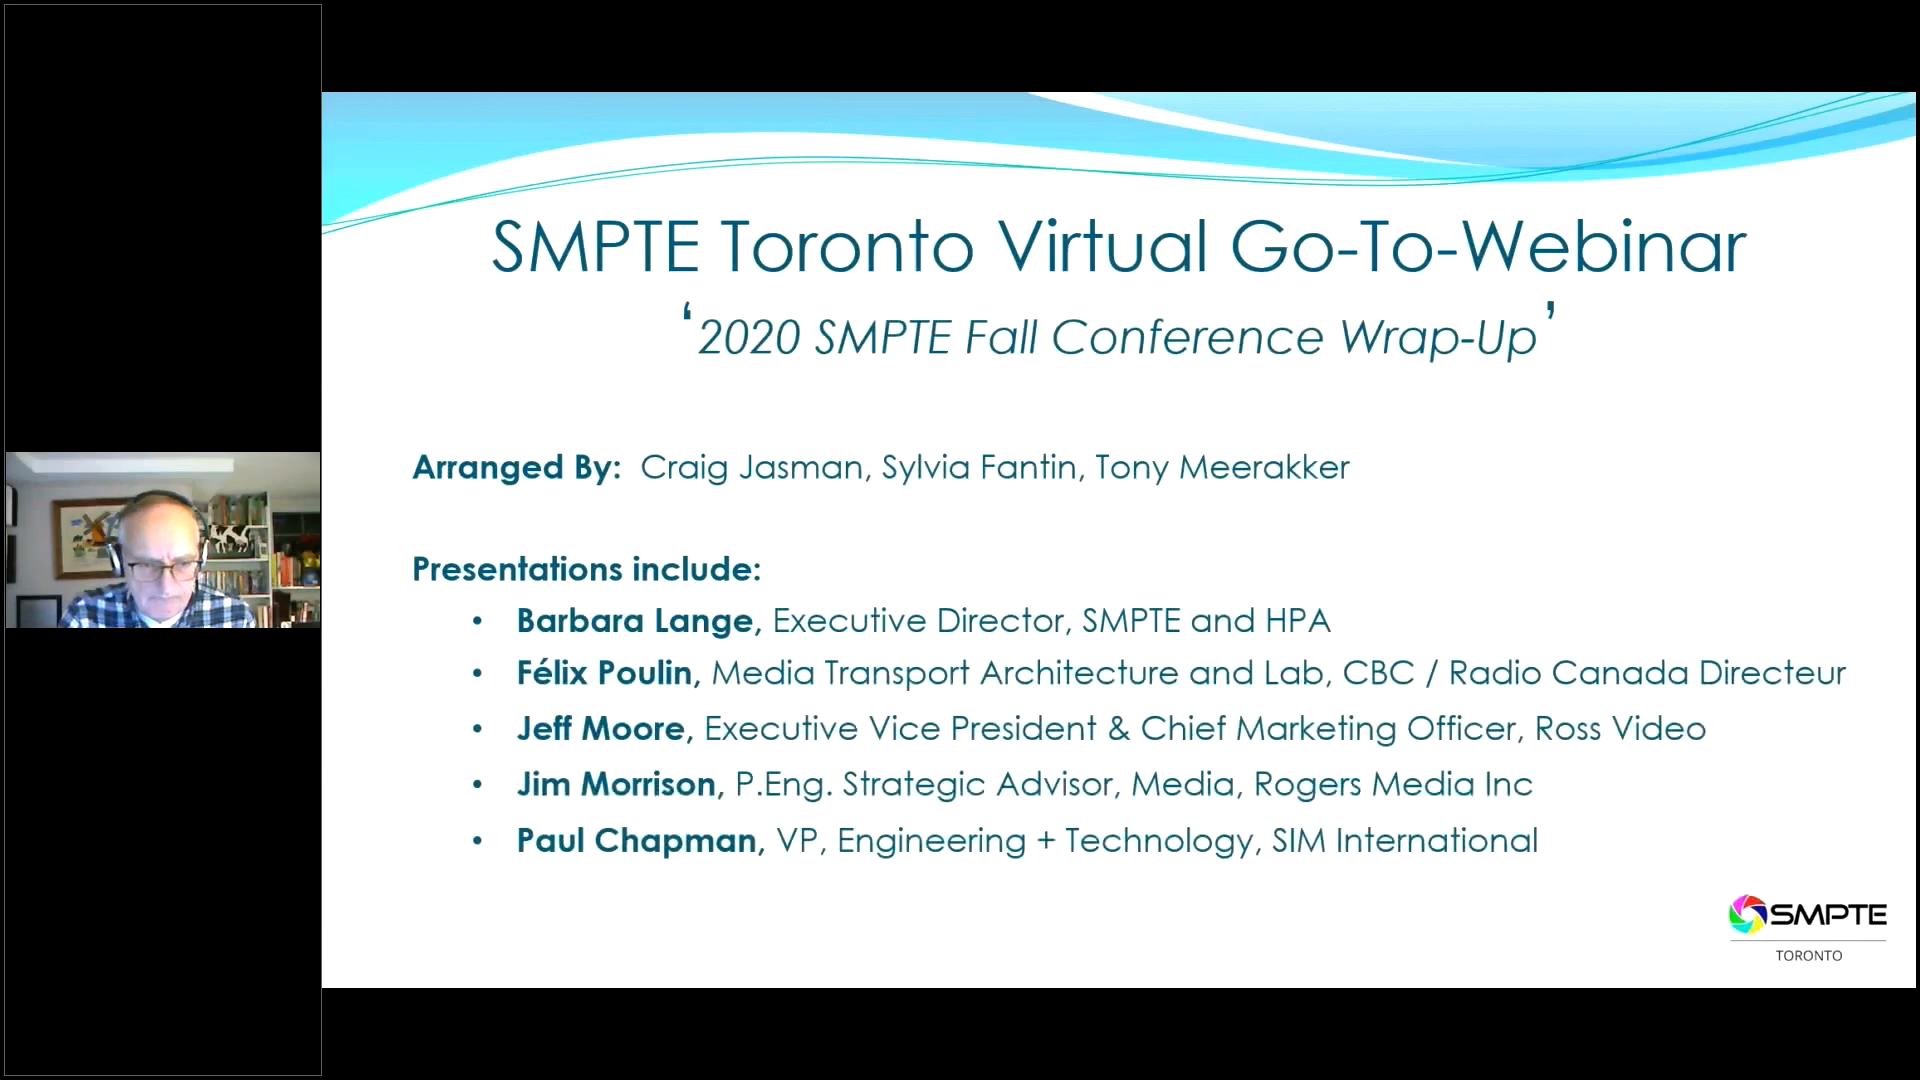 SMPTE Toronto Virtual Go-To-Webinar
‘2020 SMPTE Fall Conference Wrap-Up’
Arranged By: Craig Jasman, Sylvia Fantin, Tony Meerakker
Presentations include:
• Barbara Lange, Executive Director, SMPTE and HPA
• Félix Poulin, Media Transport Architecture and Lab, CBC / Radio Canada Directeur
• Jeff Moore, Executive Vice President & Chief Marketing Officer, Ross Video
• Jim Morrison, P.Eng. Strategic Advisor, Media, Rogers Media Inc
• Paul Chapman, VP, Engineering + Technology, SIM International
SMPTE
TORONTO